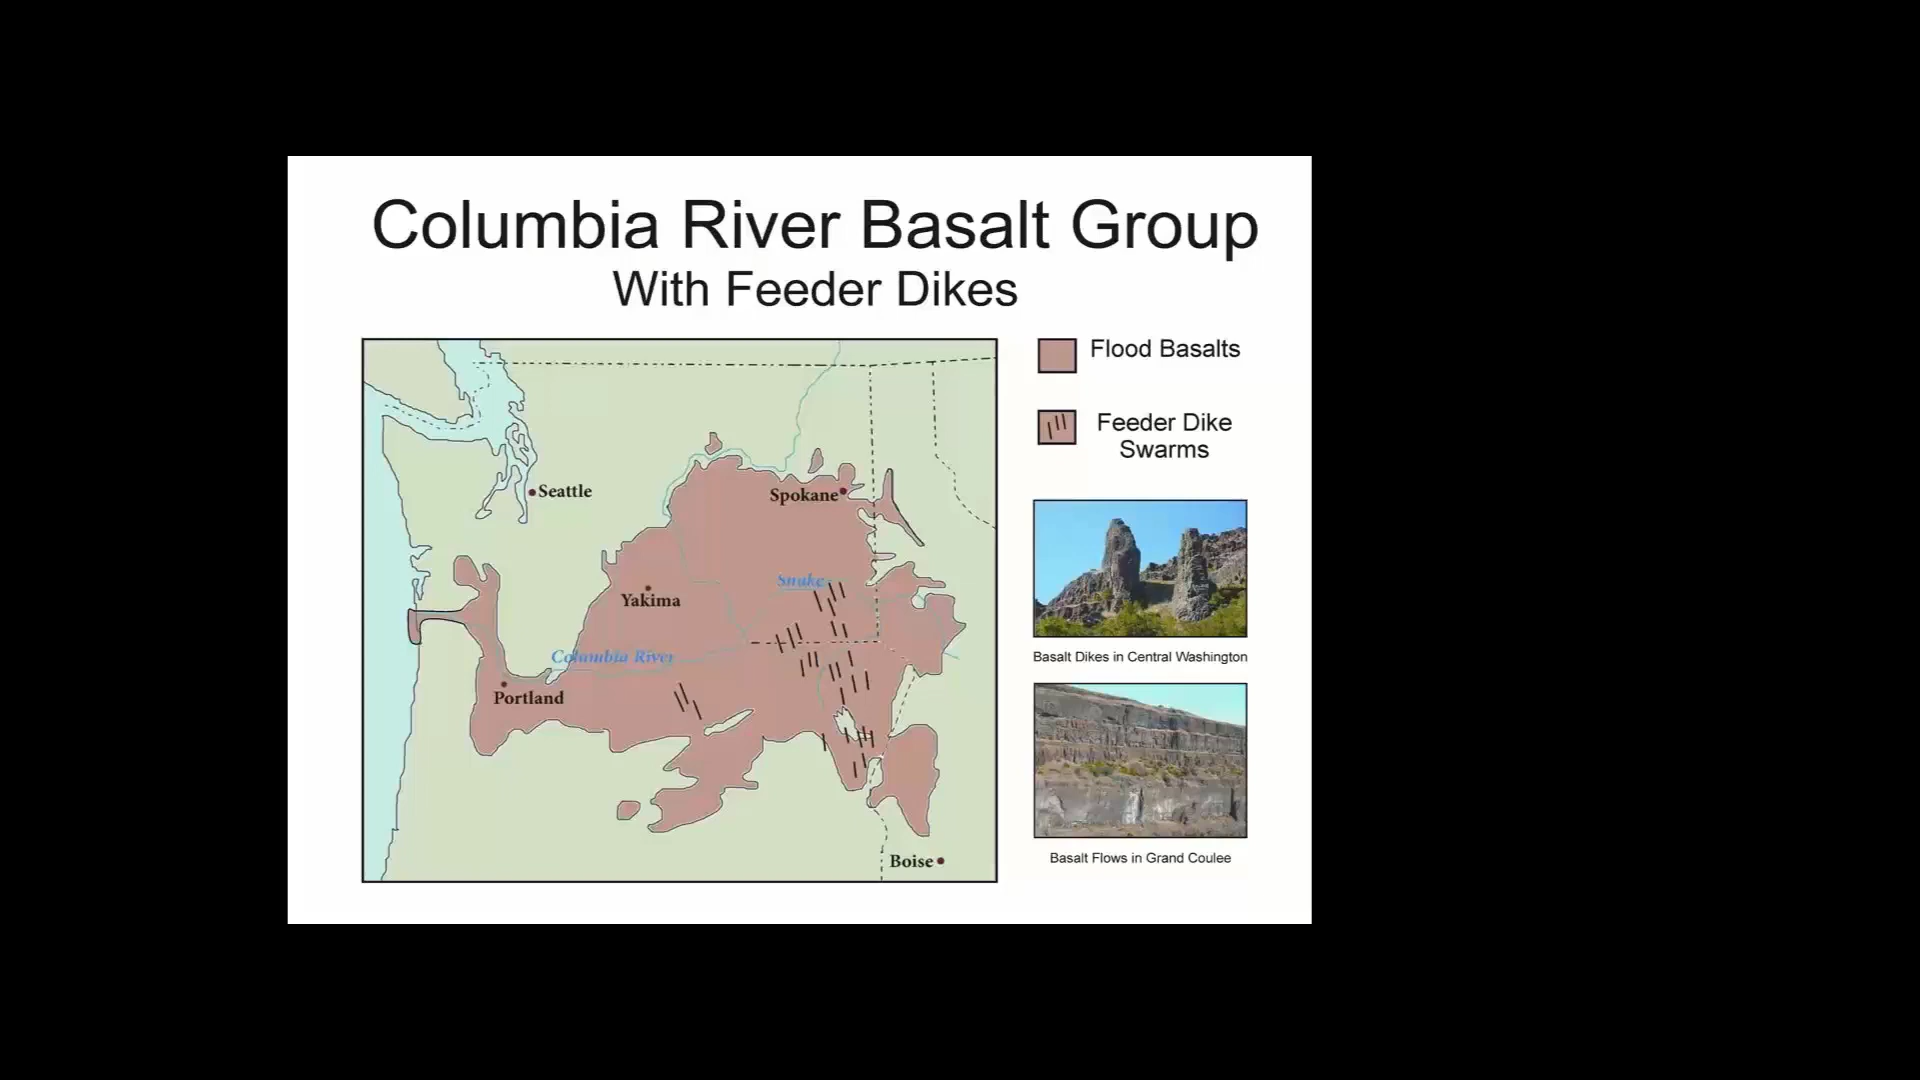 Columbia River Basalt Group
With Feeder Dikes
Flood Basalts
Feeder Dike
Swarms
Seattle
Spokane
Snake
Yakima
Columbia River
Portland
Boise
Basalt Dikes in Central Washington
Basalt Flows in Grand Coulee